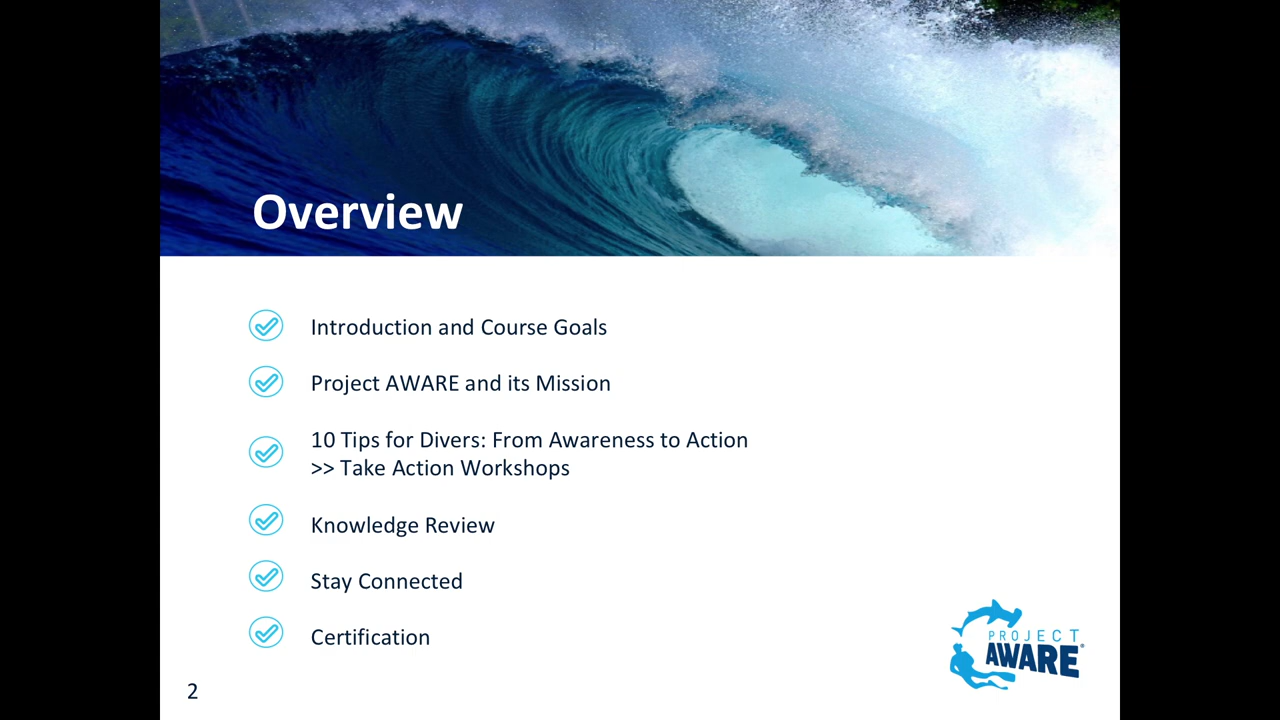 Overview
Introduction and Course Goals
Project AWARE and its Mission
10 Tips for Divers: From Awareness to Action
>> Take Action Workshops
Knowledge Review
Stay Connected
Certification
PROJECT
AWARE®
2